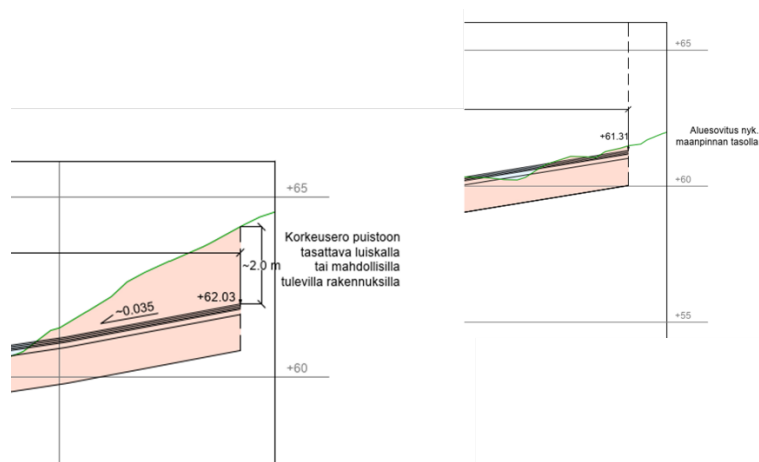 +65
Korkeusero puistoon
tasattava luiskalla
tai mahdollisilla
tulevilla rakennuksilla
~2.0 m
+62.03
~0.035
+60
+65
+61.31
Aluesovitus nyk.
maanpinnan tasolla
+60
+55